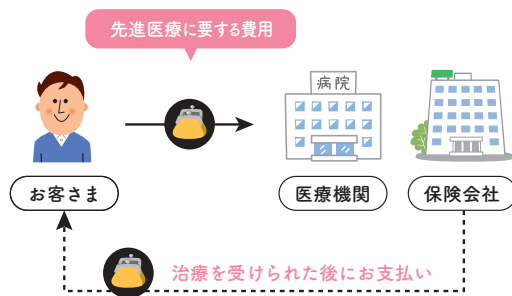 先進医療に要する費用
病院
お客さま
医療機関
保険会社
治療を受けられた後にお支払い